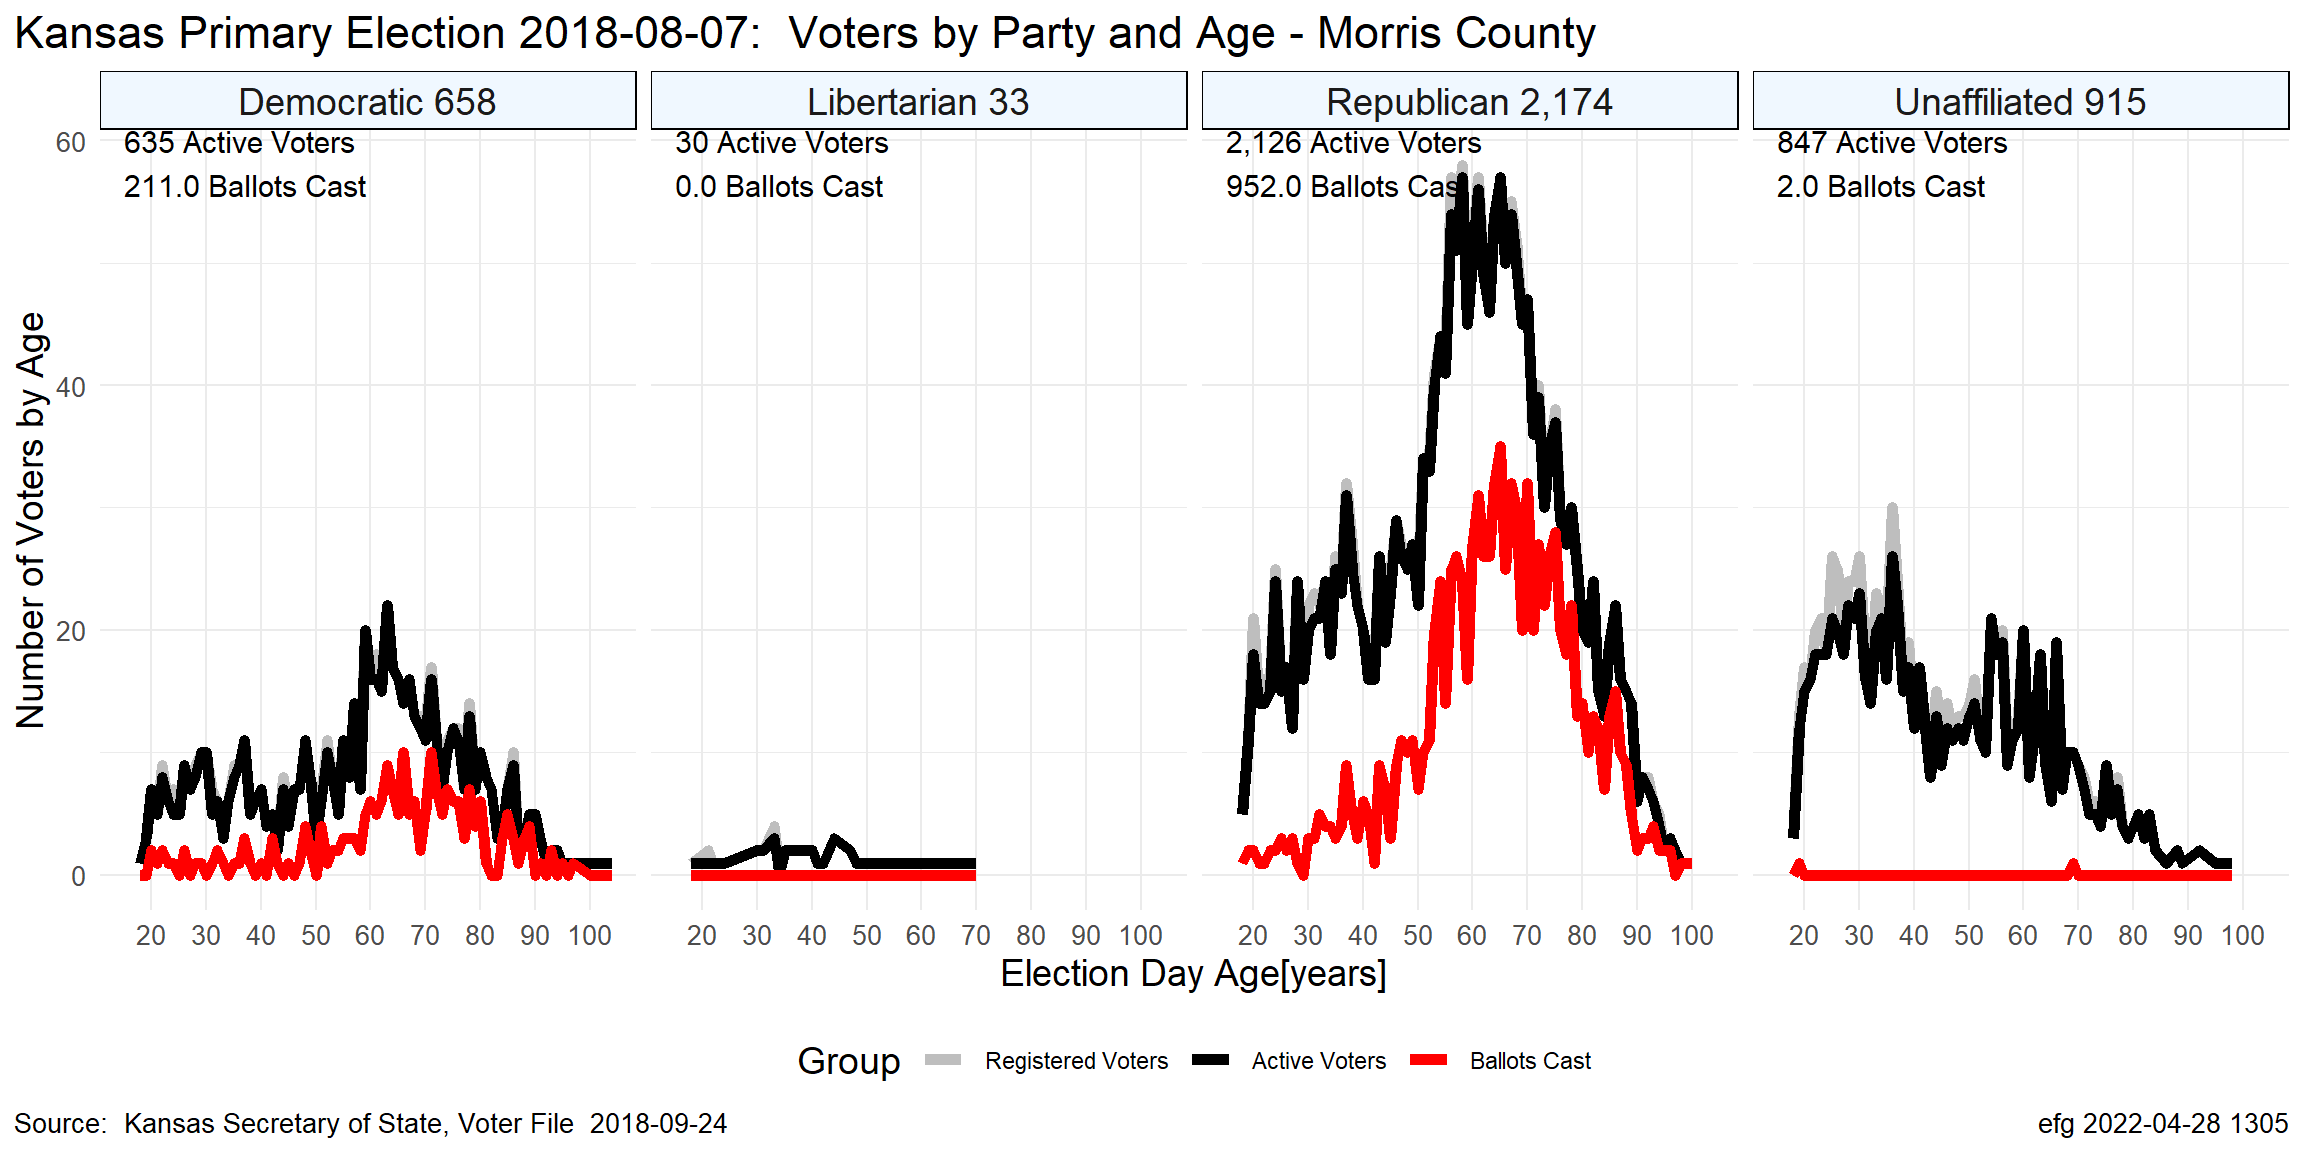 Kansas Primary Election 2018-08-07:  Voters by Party and Age - Morris County
Democratic 658
Libertarian 33
Republican 2,174
Unaffiliated 915
635 Active Voters
211.0 Ballots Cast
30 Active Voters
0.0 Ballots Cast
2,126 Active Voters
952.0 Ballots Cast
847 Active Voters
2.0 Ballots Cast
Number of Voters by Age
60
40
20
0
20 30 40 50 60 70 80 90 100
20 30 40 50 60 70 80 90 100
20 30 40 50 60 70 80 90 100
20 30 40 50 60 70 80 90 100
Election Day Age[years]
Group Registered Voters Active Voters Ballots Cast
Source:  Kansas Secretary of State, Voter File  2018-09-24
efg 2022-04-28 1305